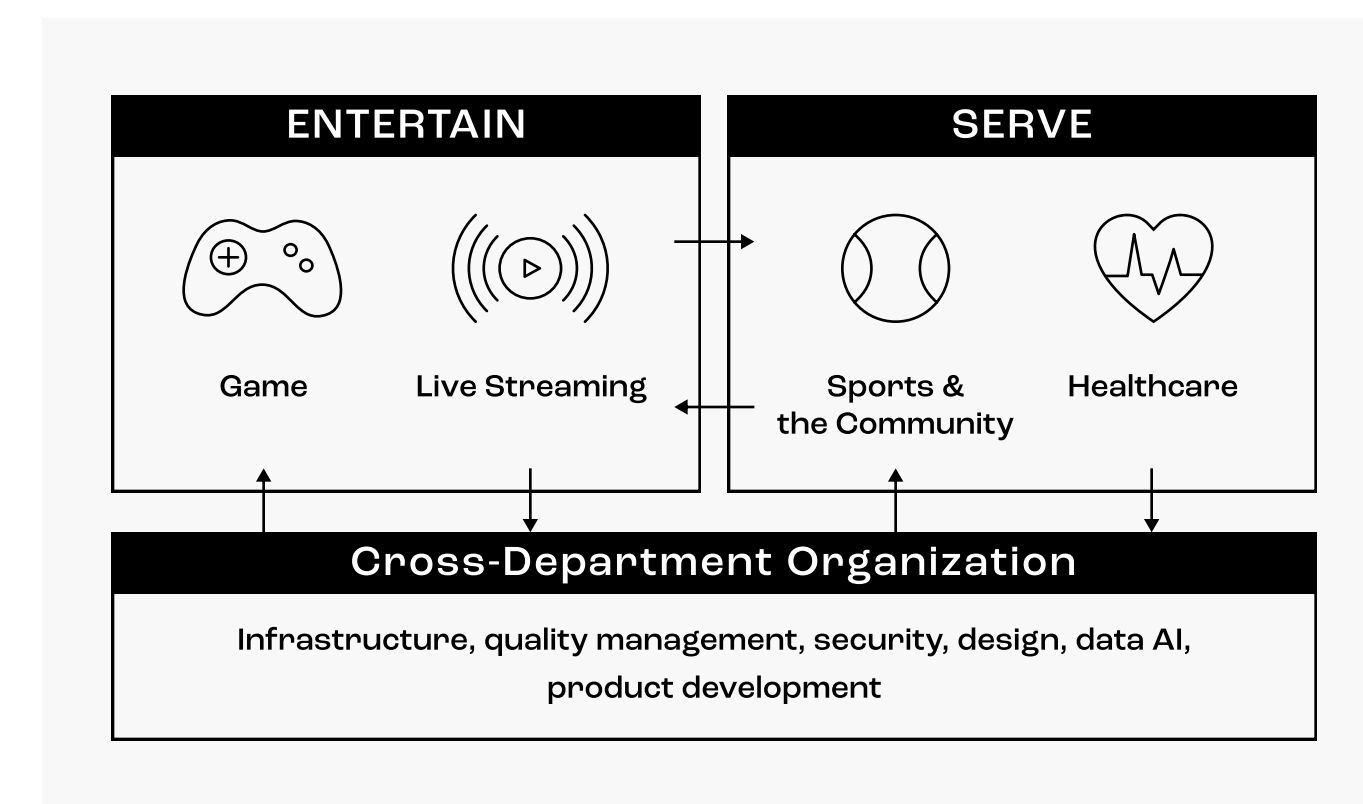 ENTERTAIN
SERVE
Game
Live Streaming
Sports &
the Community
Healthcare
Cross-Department Organization
Infrastructure, quality management, security, design, data AI,
product development